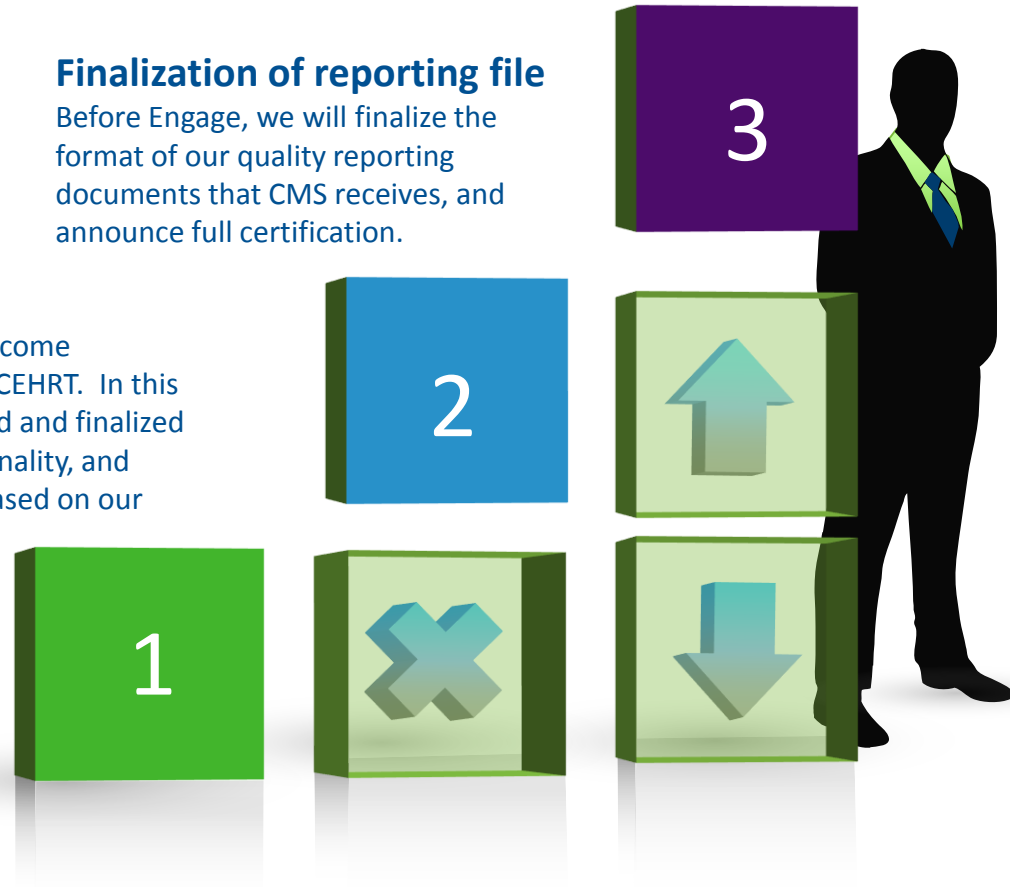 Finalization of reporting file
Before Engage, we will finalize the
format of our quality reporting
documents that CMS receives, and
announce full certification.
3
come
CEHRT.  In this
d and finalized
nality, and
ased on our
2
1